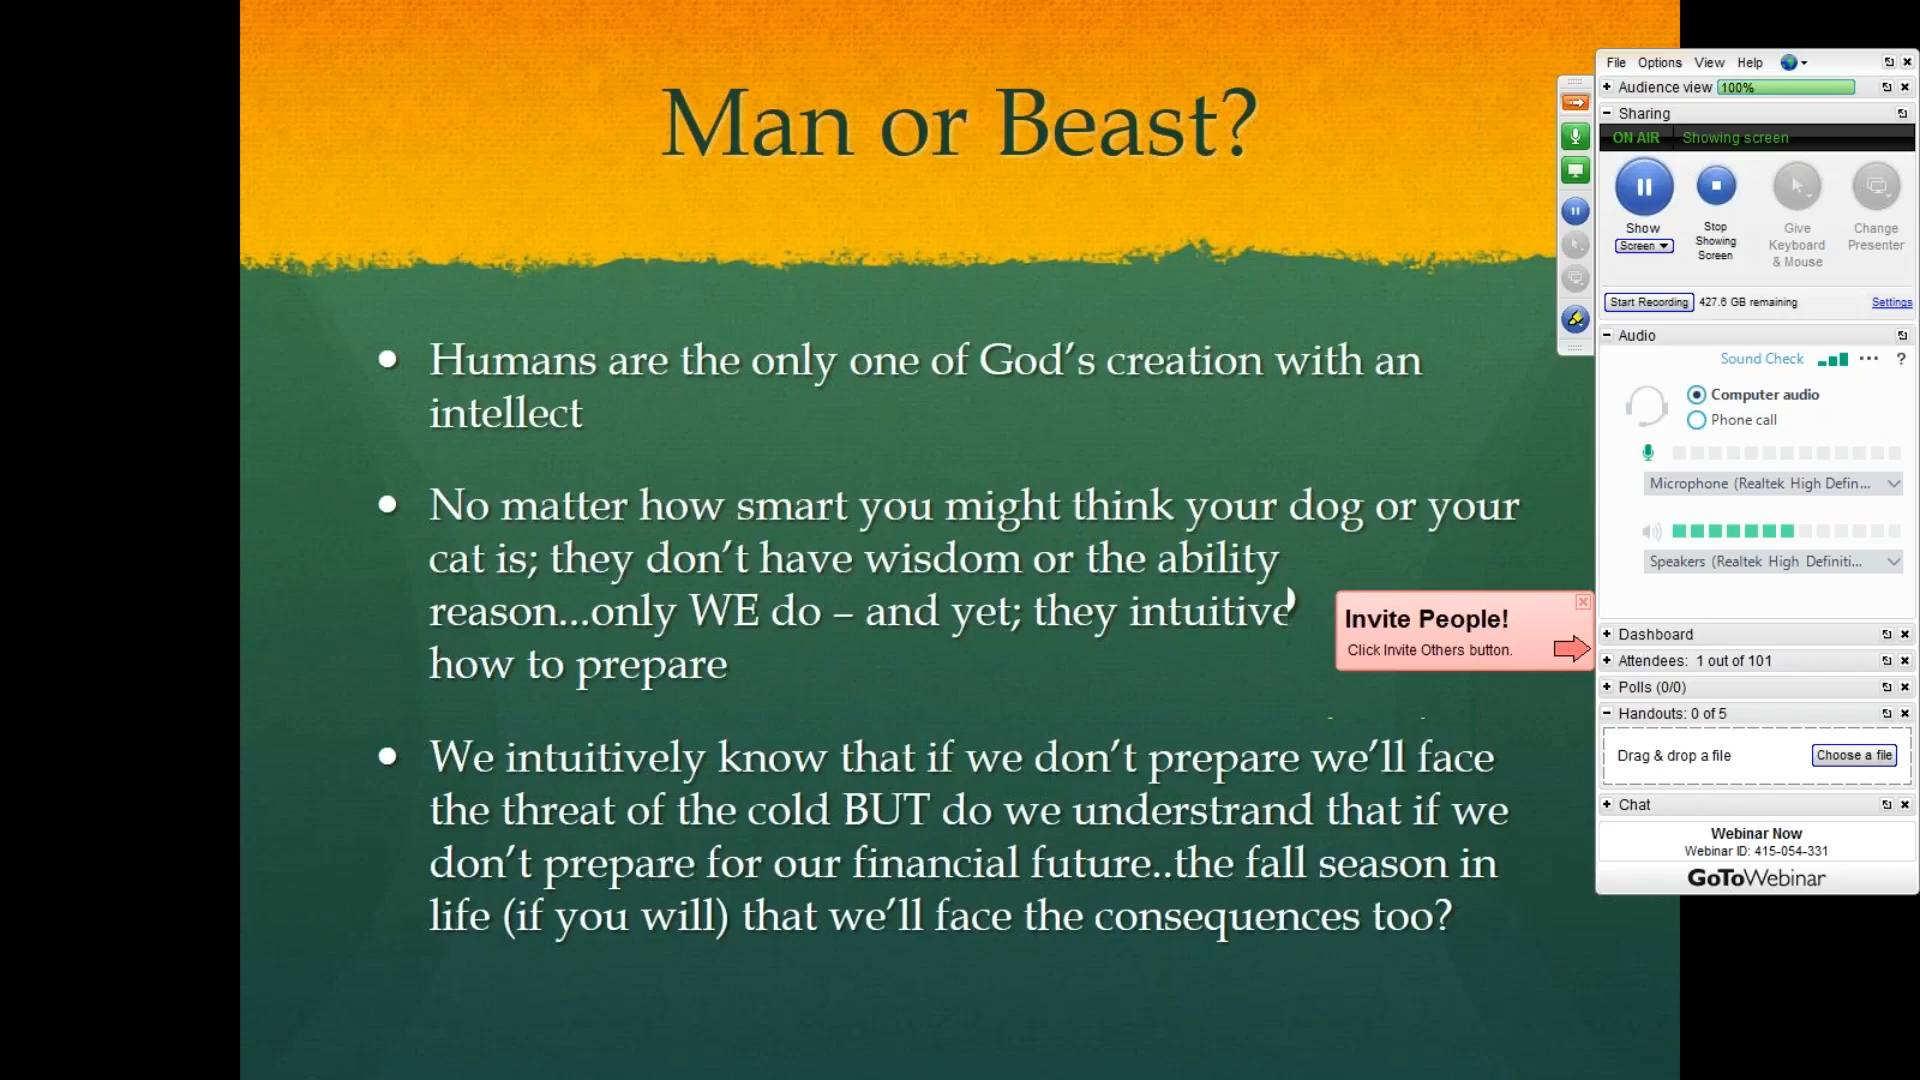 Man or Beast?
Humans are the only one of God's creation with an
intellect
No matter how smart you might think your dog or your
cat is; they don't have wisdom or the ability
reason...only WE do – and yet; they intuitive
how to prepare
We intuitively know that if we don't prepare we'll face
the threat of the cold BUT do we understrand that if we
don't prepare for our financial future..the fall season in
life (if you will) that we'll face the consequences too?
Invite People!
Click Invite Others button.
File Options View Help
Audience view 100%
Sharing
ON AIR Showing screen
Show
Screen
Stop
Showing
Screen
Give
Keyboard
& Mouse
Change
Presenter
Start Recording 427.6 GB remaining Settings
Audio
Sound Check ... ?
Computer audio
Phone call
Microphone (Realtek High Defin...
Speakers (Realtek High Definiti...
Dashboard
Attendees: 1 out of 101
Polls (0/0)
Handouts: 0 of 5
Drag & drop a file Choose a file
Chat
Webinar Now
Webinar ID: 415-054-331
GoToWebinar